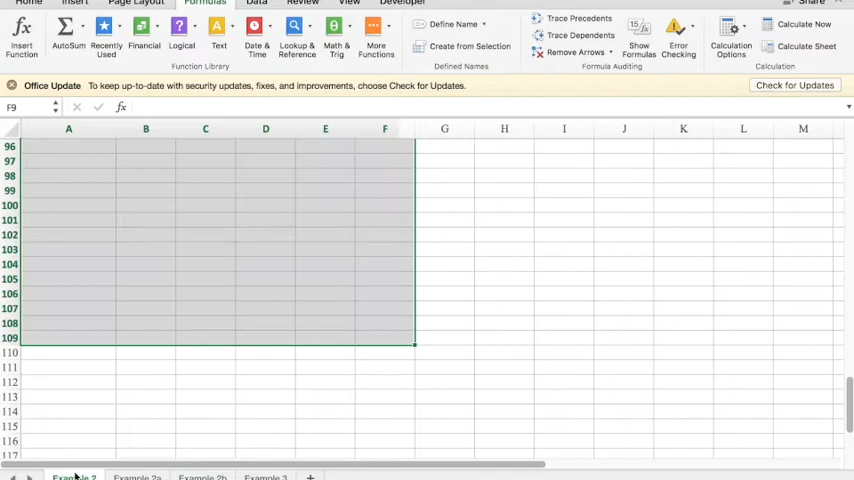 Home Insert Page Layout Formulas Data Review View Developer Share
fx Σ ★ ? A θ ... 15/fx
Insert Function AutoSum Recently Used Financial Logical Text Date & Time Lookup & Reference Math & Trig More Functions
Define Name Create from Selection
Trace Precedents Trace Dependents Remove Arrows
Show Formulas Error Checking Calculation Options
Calculate Now Calculate Sheet
Function Library Defined Names Formula Auditing Calculation
Office Update To keep up-to-date with security updates, fixes, and improvements, choose Check for Updates. Check for Updates
F9 fx
A B C D E F G H I J K L M
96
97
98
99
100
101
102
103
104
105
106
107
108
109
110
111
112
113
114
115
116
117
Example 2 Example 2a Example 2b Example 3 +